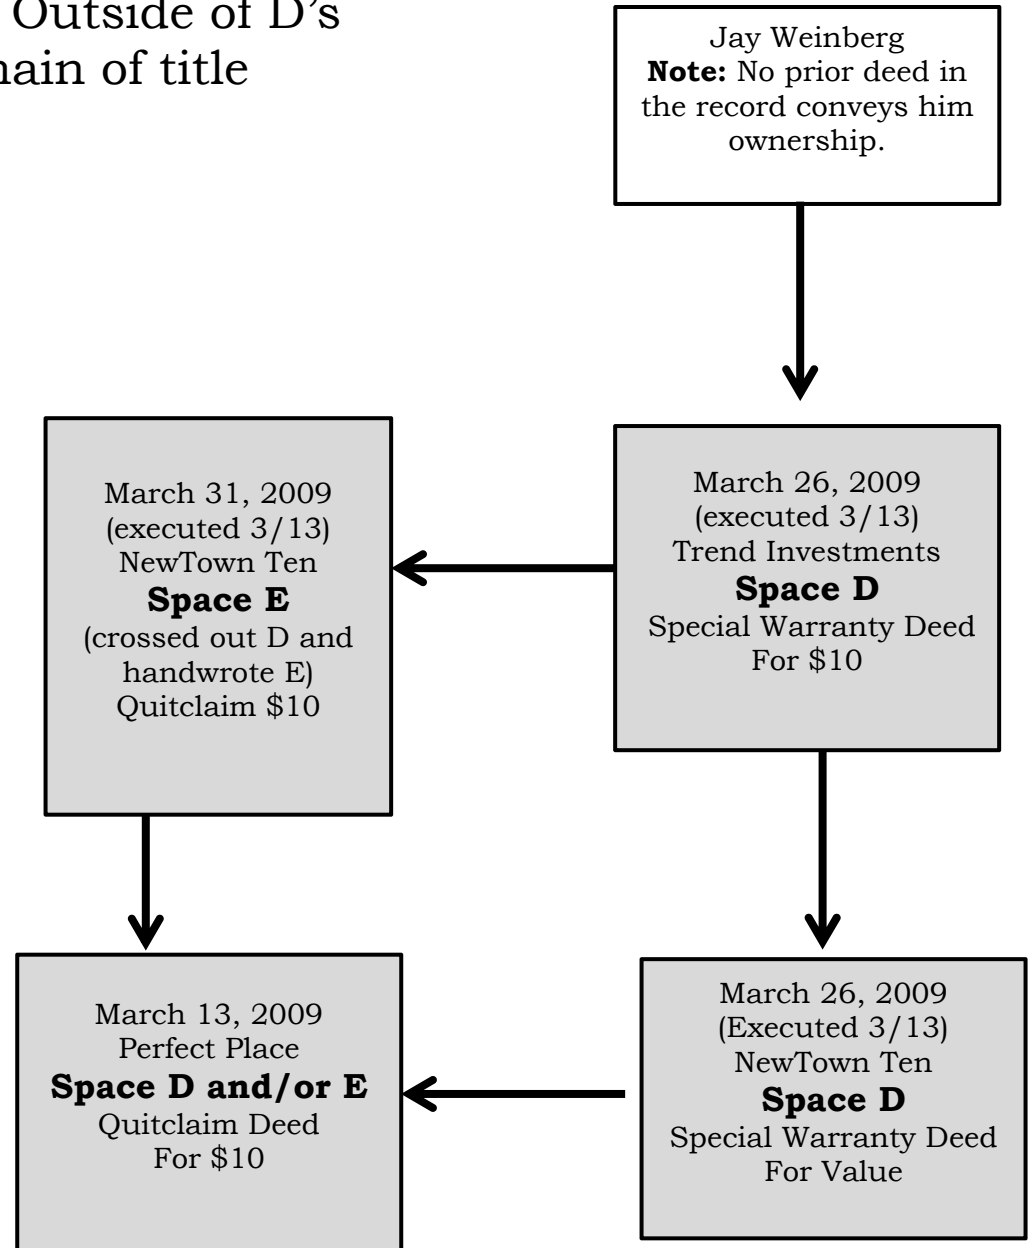 Outside of D's
hain of title
Jay Weinberg
Note: No prior deed in
the record conveys him
ownership.
March 31, 2009
(executed 3/13)
NewTown Ten
Space E
(crossed out D and
handwrote E)
Quitclaim $10
March 26, 2009
(executed 3/13)
Trend Investments
Space D
Special Warranty Deed
For $10
March 13, 2009
Perfect Place
Space D and/or E
Quitclaim Deed
For $10
March 26, 2009
(Executed 3/13)
NewTown Ten
Space D
Special Warranty Deed
For Value